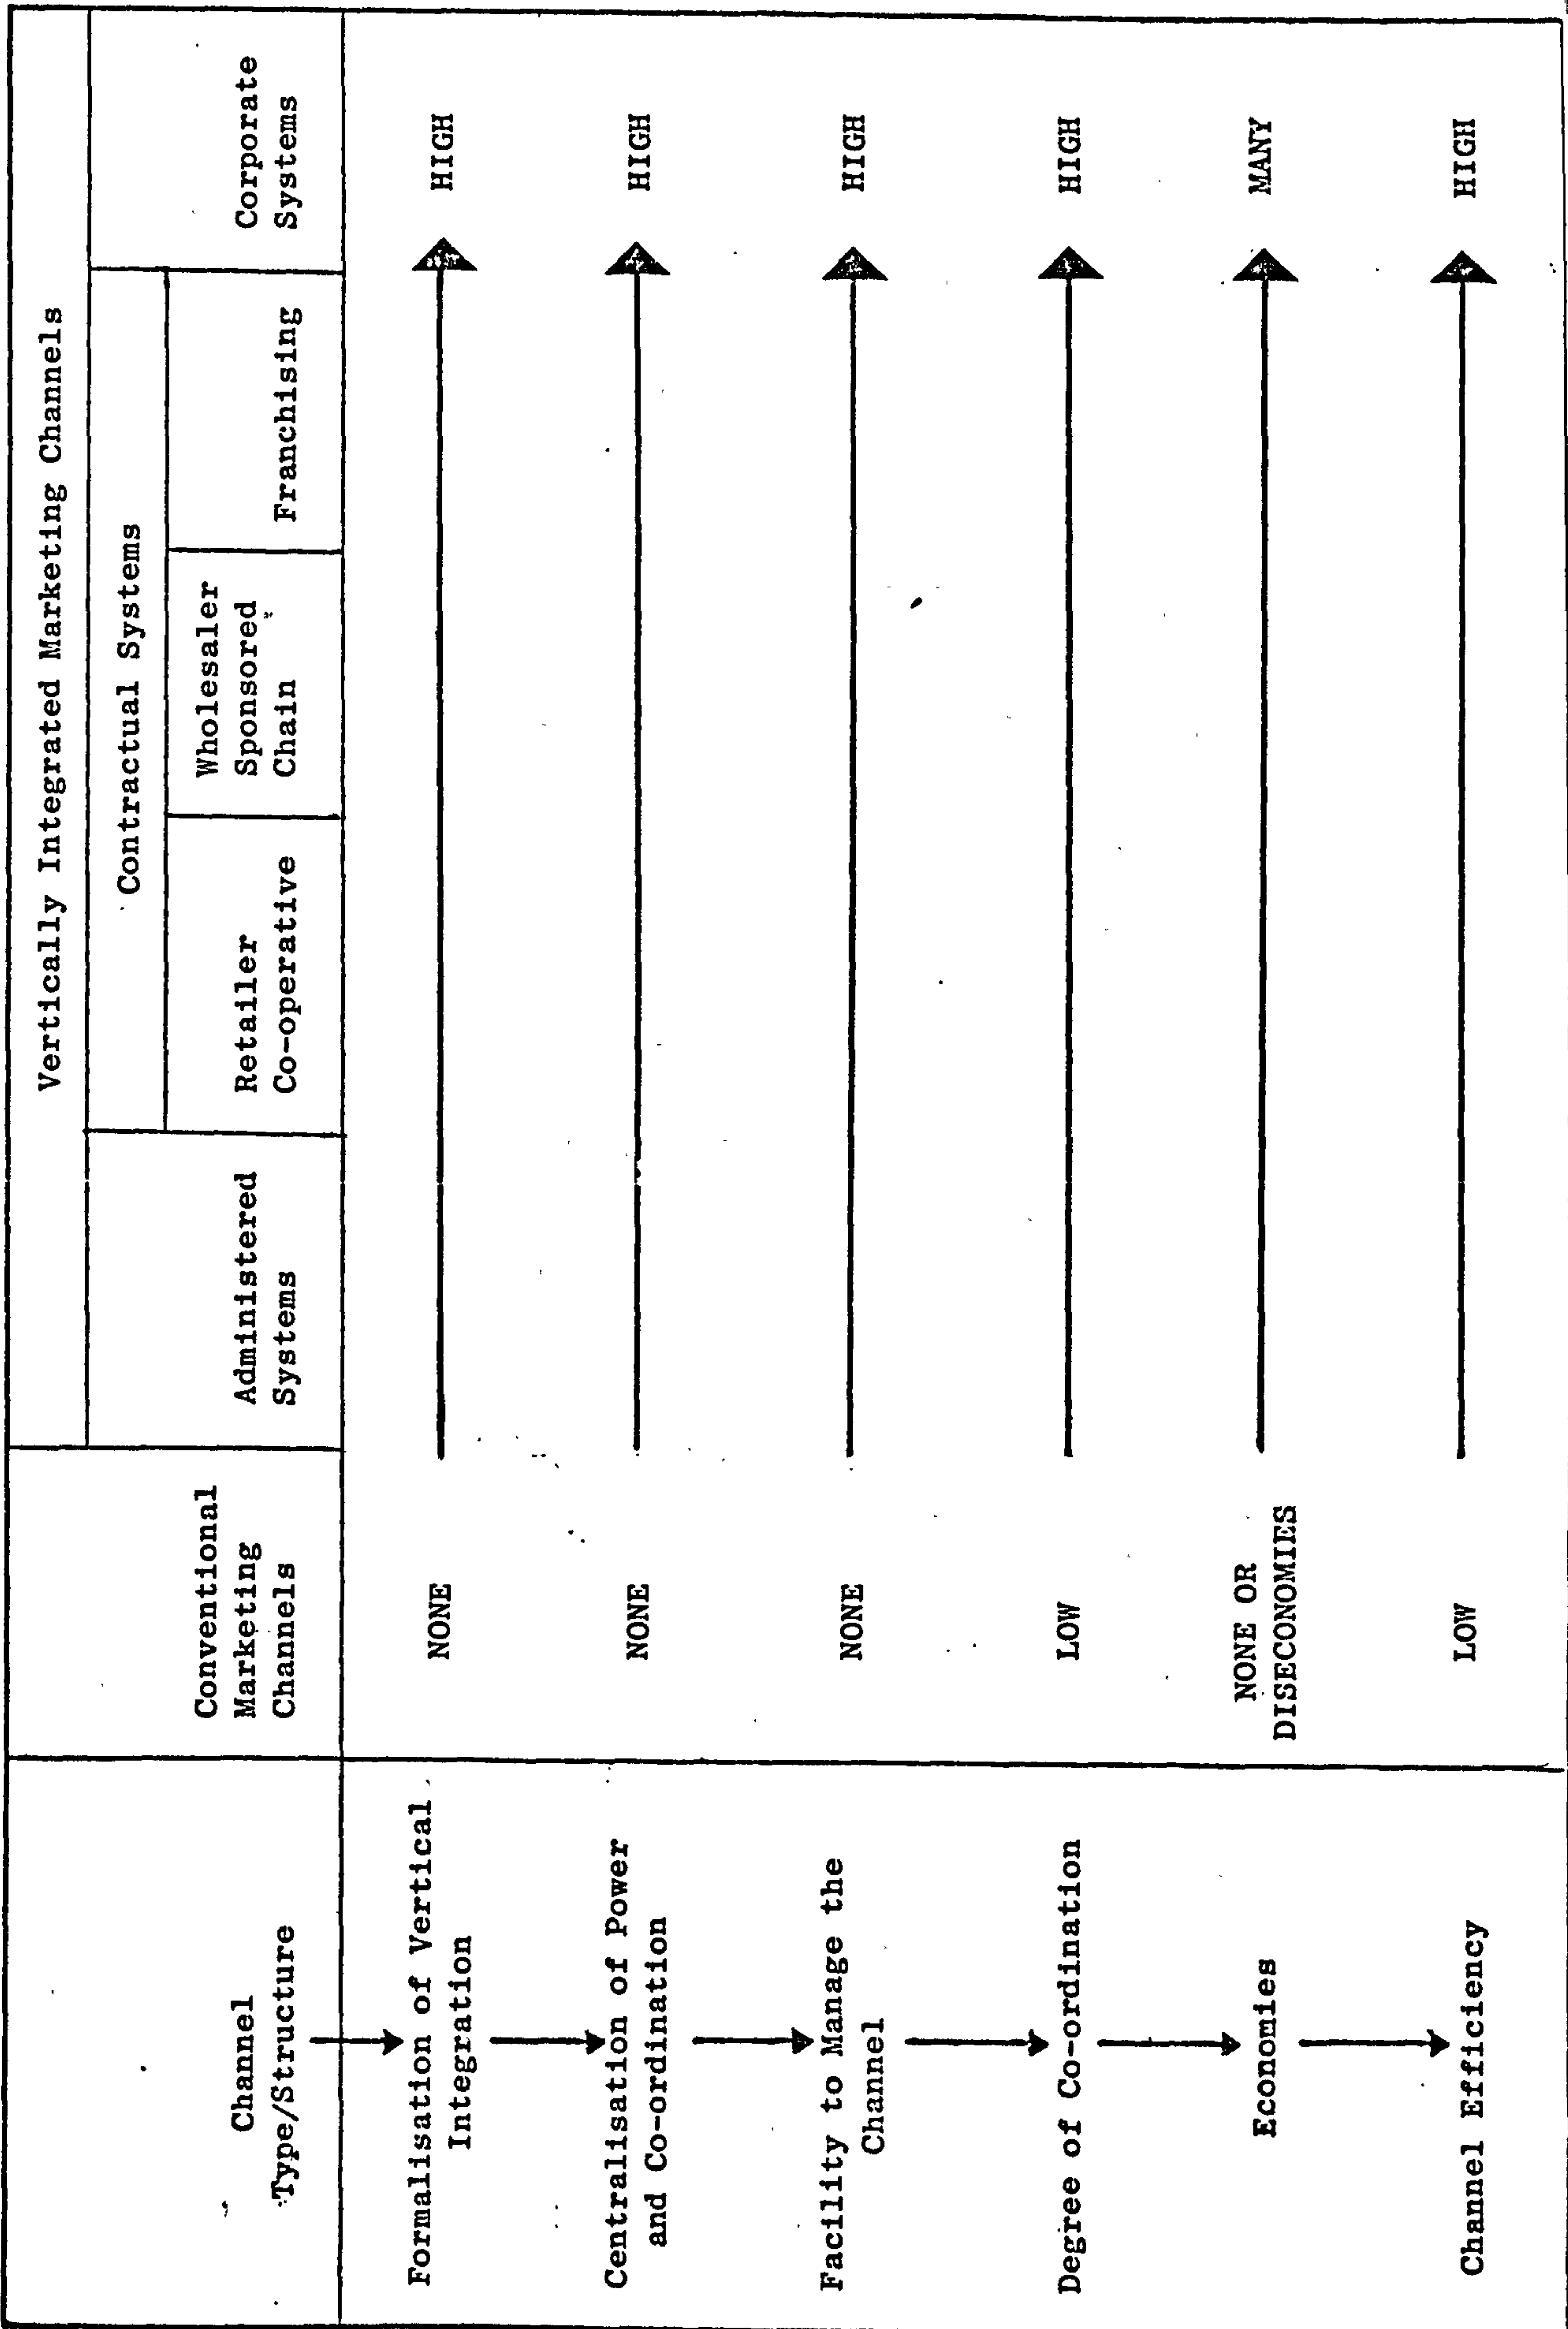 Vertically Integrated Marketing Channels
Contractual Systems
Channel
Type/Structure
Conventional
Marketing
Channels
Administered
Systems
Retailer
Co-operative
Wholesaler
Sponsored
Chain
Franchising
Corporate
Systems
Formalisation of Vertical
Integration
NONE
HIGH
Centralisation of Power
and Co-ordination
NONE
HIGH
Facility to Manage the
Channel
NONE
HIGH
Degree of Co-ordination
LOW
HIGH
Economies
NONE OR
DISECONOMIES
MANY
Channel Efficiency
LOW
HIGH